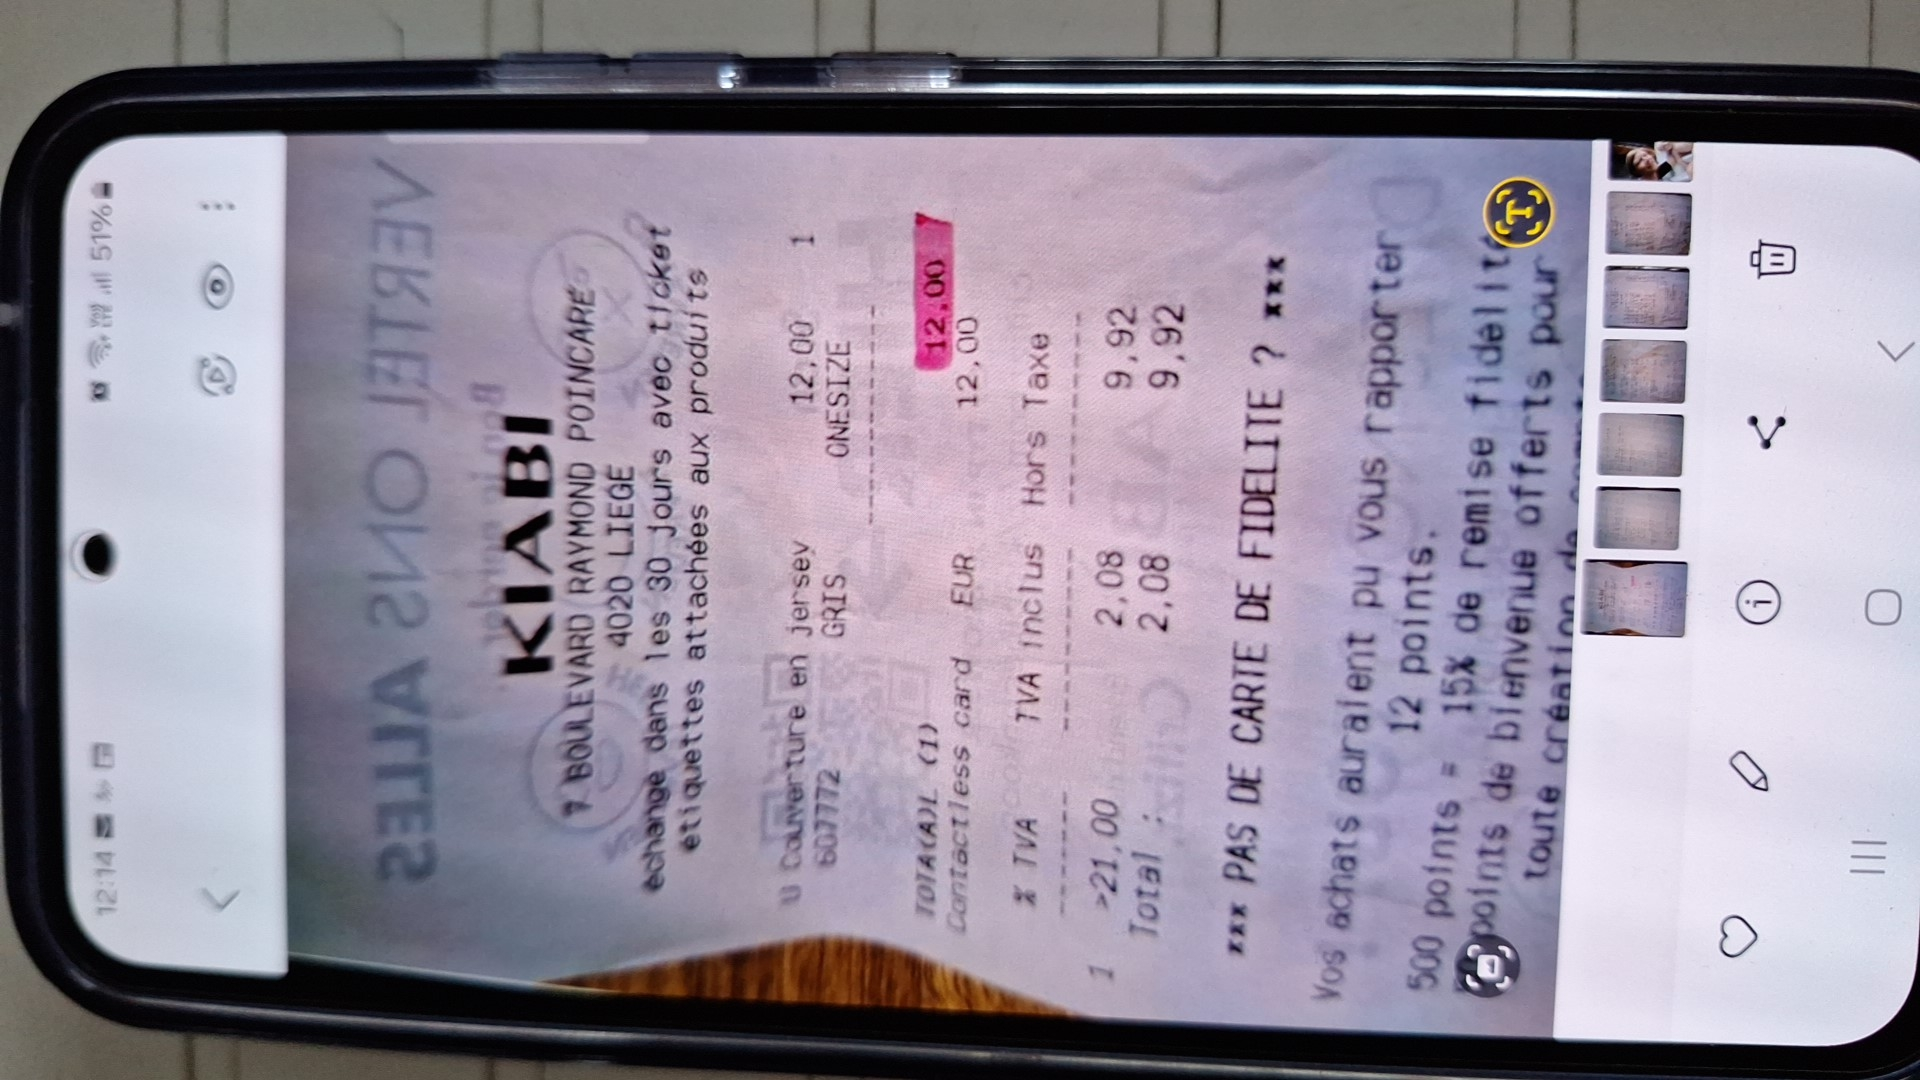 12:14
51%
VERTEL ONS ALLES
KIABI
7 BOULEVARD RAYMOND POINCARE
4020 LIEGE
échange dans les 30 jours avec ticket
étiquettes attachées aux produits
U Couverture en jersey 12,00 1
607772 GRIS ONESIZE
TOTA(A)L (1) 12,00
Contactless card EUR 12,00
% TVA TVA Inclus Hors Taxe
1 >21,00 2,08 9,92
Total : 2,08 9,92
*** PAS DE CARTE DE FIDELITE ? ***
Vos achats auraient pu vous rapporter
12 points.
500 points = 15% de remise fidélité
points de bienvenue offerts pour
toute création de